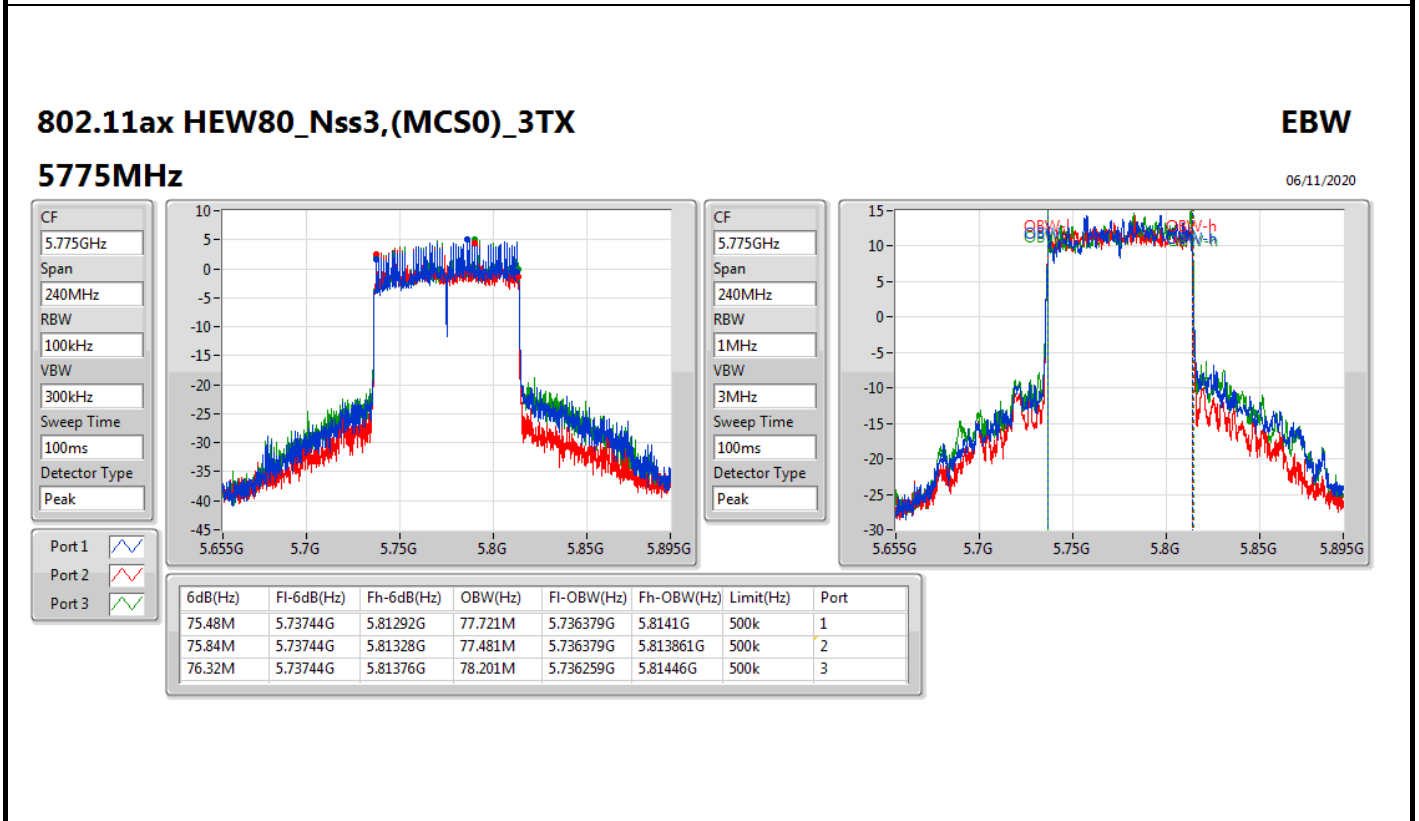 802.11ax HEW80_Nss3,(MCS0)_3TX
EBW
5775MHz
06/11/2020
CF
5.775GHz
Span
240MHz
RBW
100kHz
VBW
300kHz
Sweep Time
100ms
Detector Type
Peak
10
5
0
-5
-10
-15
-20
-25
-30
-35
-40
-45
5.655G 5.7G 5.75G 5.8G 5.85G 5.895G
CF
5.775GHz
Span
240MHz
RBW
1MHz
VBW
3MHz
Sweep Time
100ms
Detector Type
Peak
15
10
5
0
-5
-10
-15
-20
-25
-30
5.655G 5.7G 5.75G 5.8G 5.85G 5.895G
OBW-h
Port 1
Port 2
Port 3
6dB(Hz) Fl-6dB(Hz) Fh-6dB(Hz) OBW(Hz) Fl-OBW(Hz) Fh-OBW(Hz) Limit(Hz) Port
75.48M 5.73744G 5.81292G 77.721M 5.736379G 5.8141G 500k 1
75.84M 5.73744G 5.81328G 77.481M 5.736379G 5.813861G 500k 2
76.32M 5.73744G 5.81376G 78.201M 5.736259G 5.81446G 500k 3